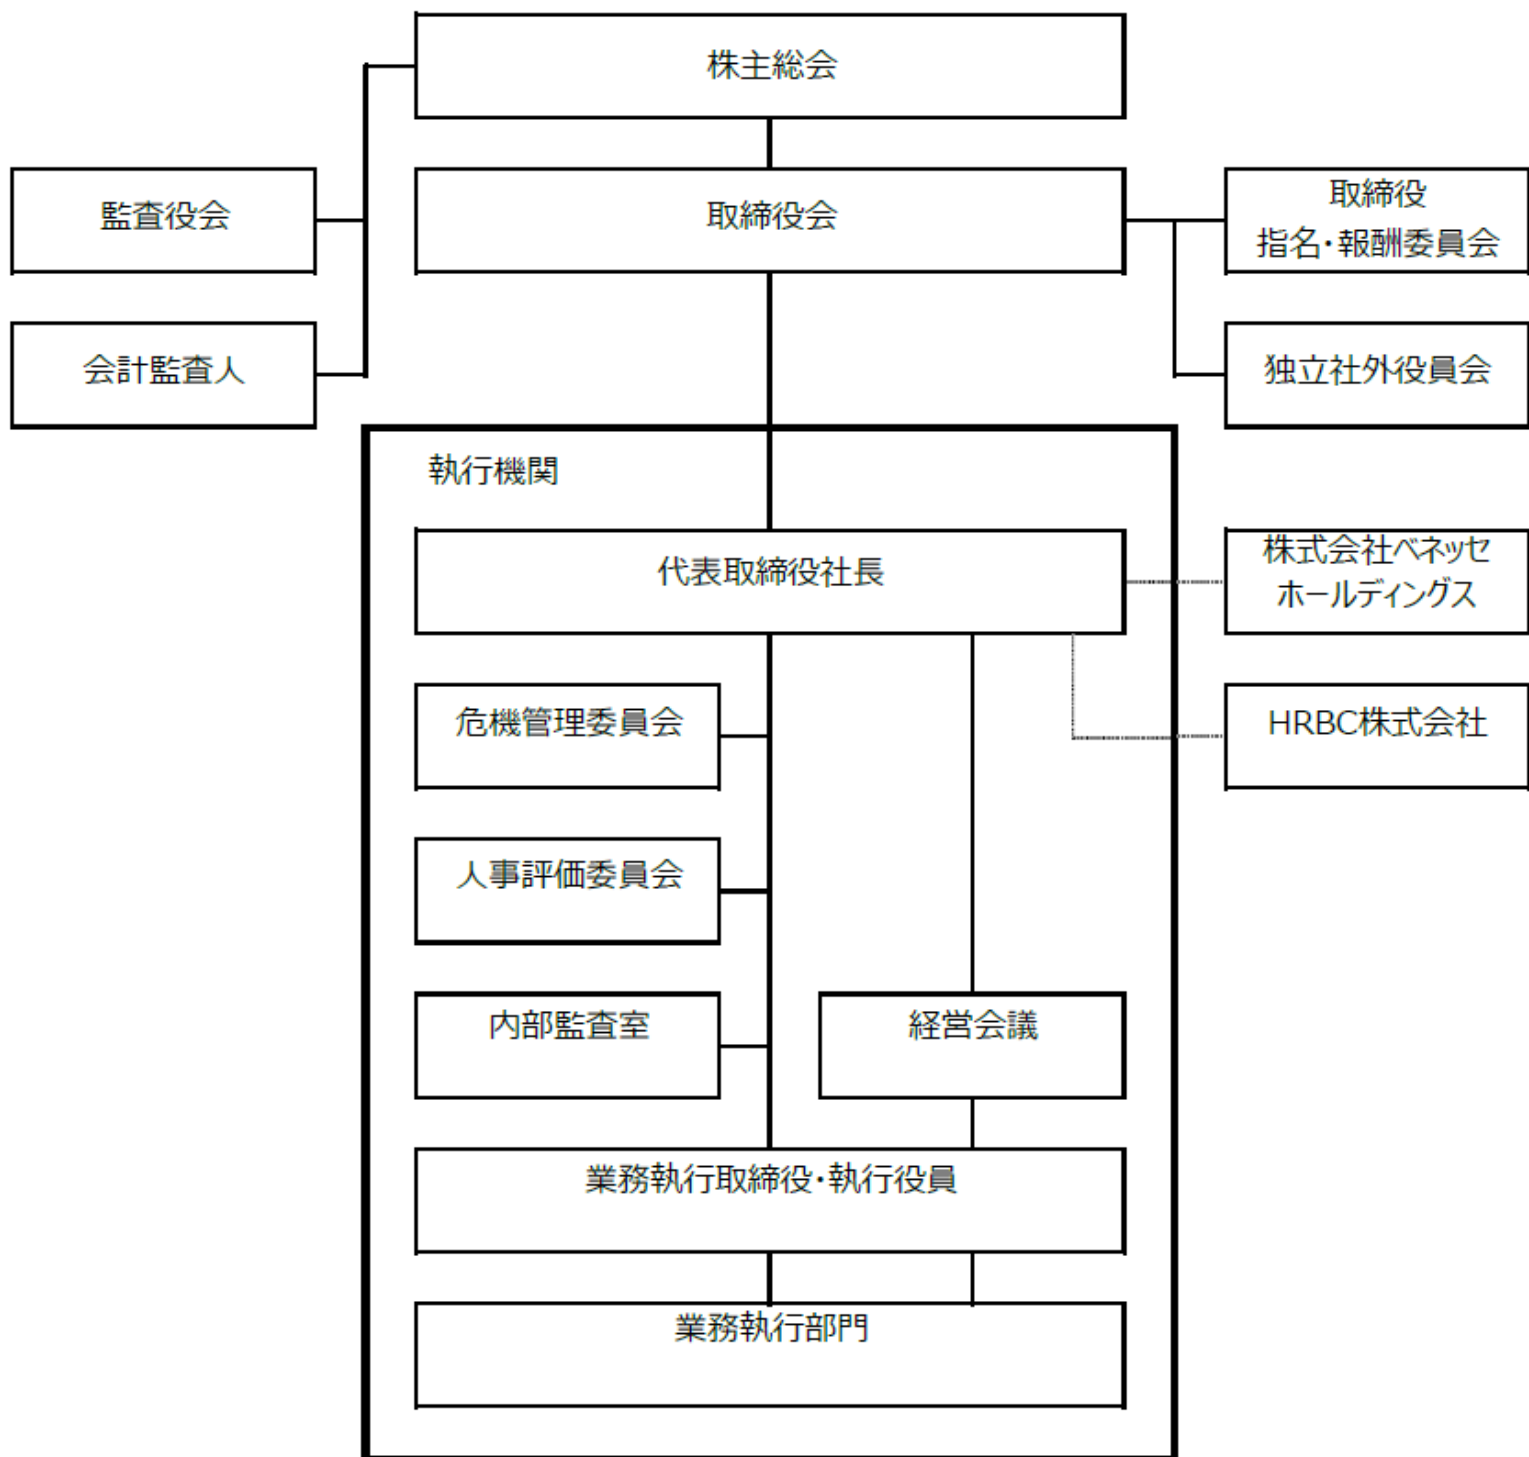 株主総会
監査役会
取締役会
取締役
指名・報酬委員会
会計監査人
独立社外役員会
執行機関
代表取締役社長
株式会社ベネッセ
ホールディングス
危機管理委員会
HRBC株式会社
人事評価委員会
内部監査室
経営会議
業務執行取締役・執行役員
業務執行部門